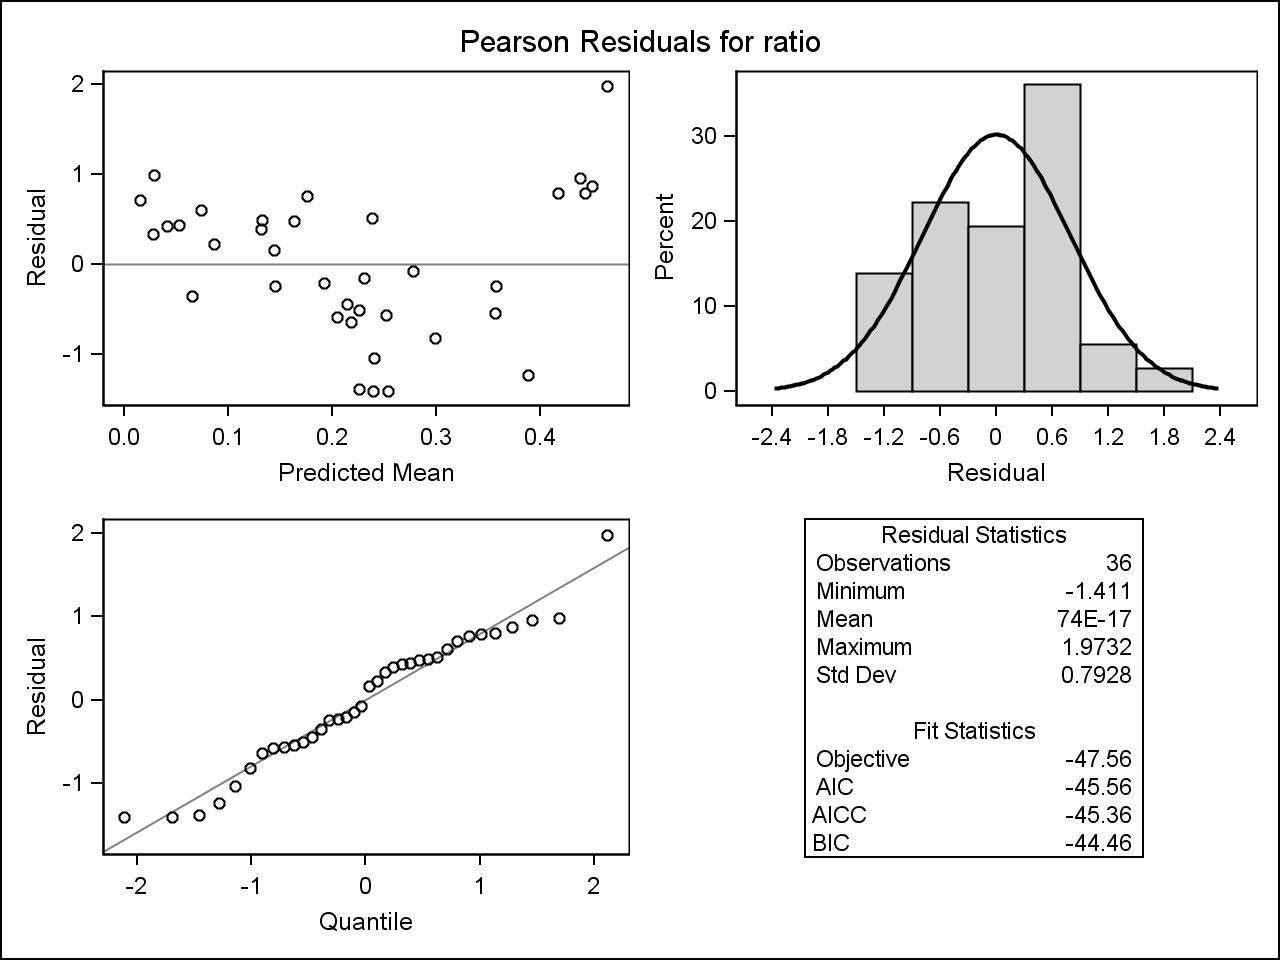 Pearson Residuals for ratio
2
1
0
-1
Residual
0.0 0.1 0.2 0.3 0.4
Predicted Mean
30
20
10
0
Percent
-2.4 -1.8 -1.2 -0.6 0 0.6 1.2 1.8 2.4
Residual
2
1
0
-1
Residual
-2 -1 0 1 2
Quantile
Residual Statistics
Observations 36
Minimum -1.411
Mean 74E-17
Maximum 1.9732
Std Dev 0.7928
Fit Statistics
Objective -47.56
AIC -45.56
AICC -45.36
BIC -44.46